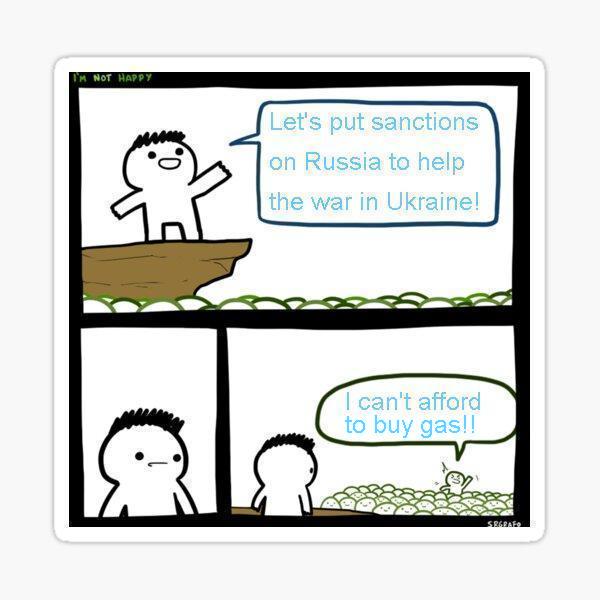 I'M NOT HAPPY
Let's put sanctions
on Russia to help
the war in Ukraine!
I can't afford
to buy gas!!
SRGRAFO